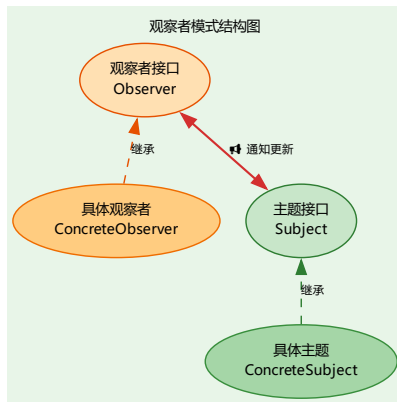 观察者模式结构图
观察者接口
Observer
继承
📢 通知更新
具体观察者
ConcreteObserver
主题接口
Subject
继承
具体主题
ConcreteSubject